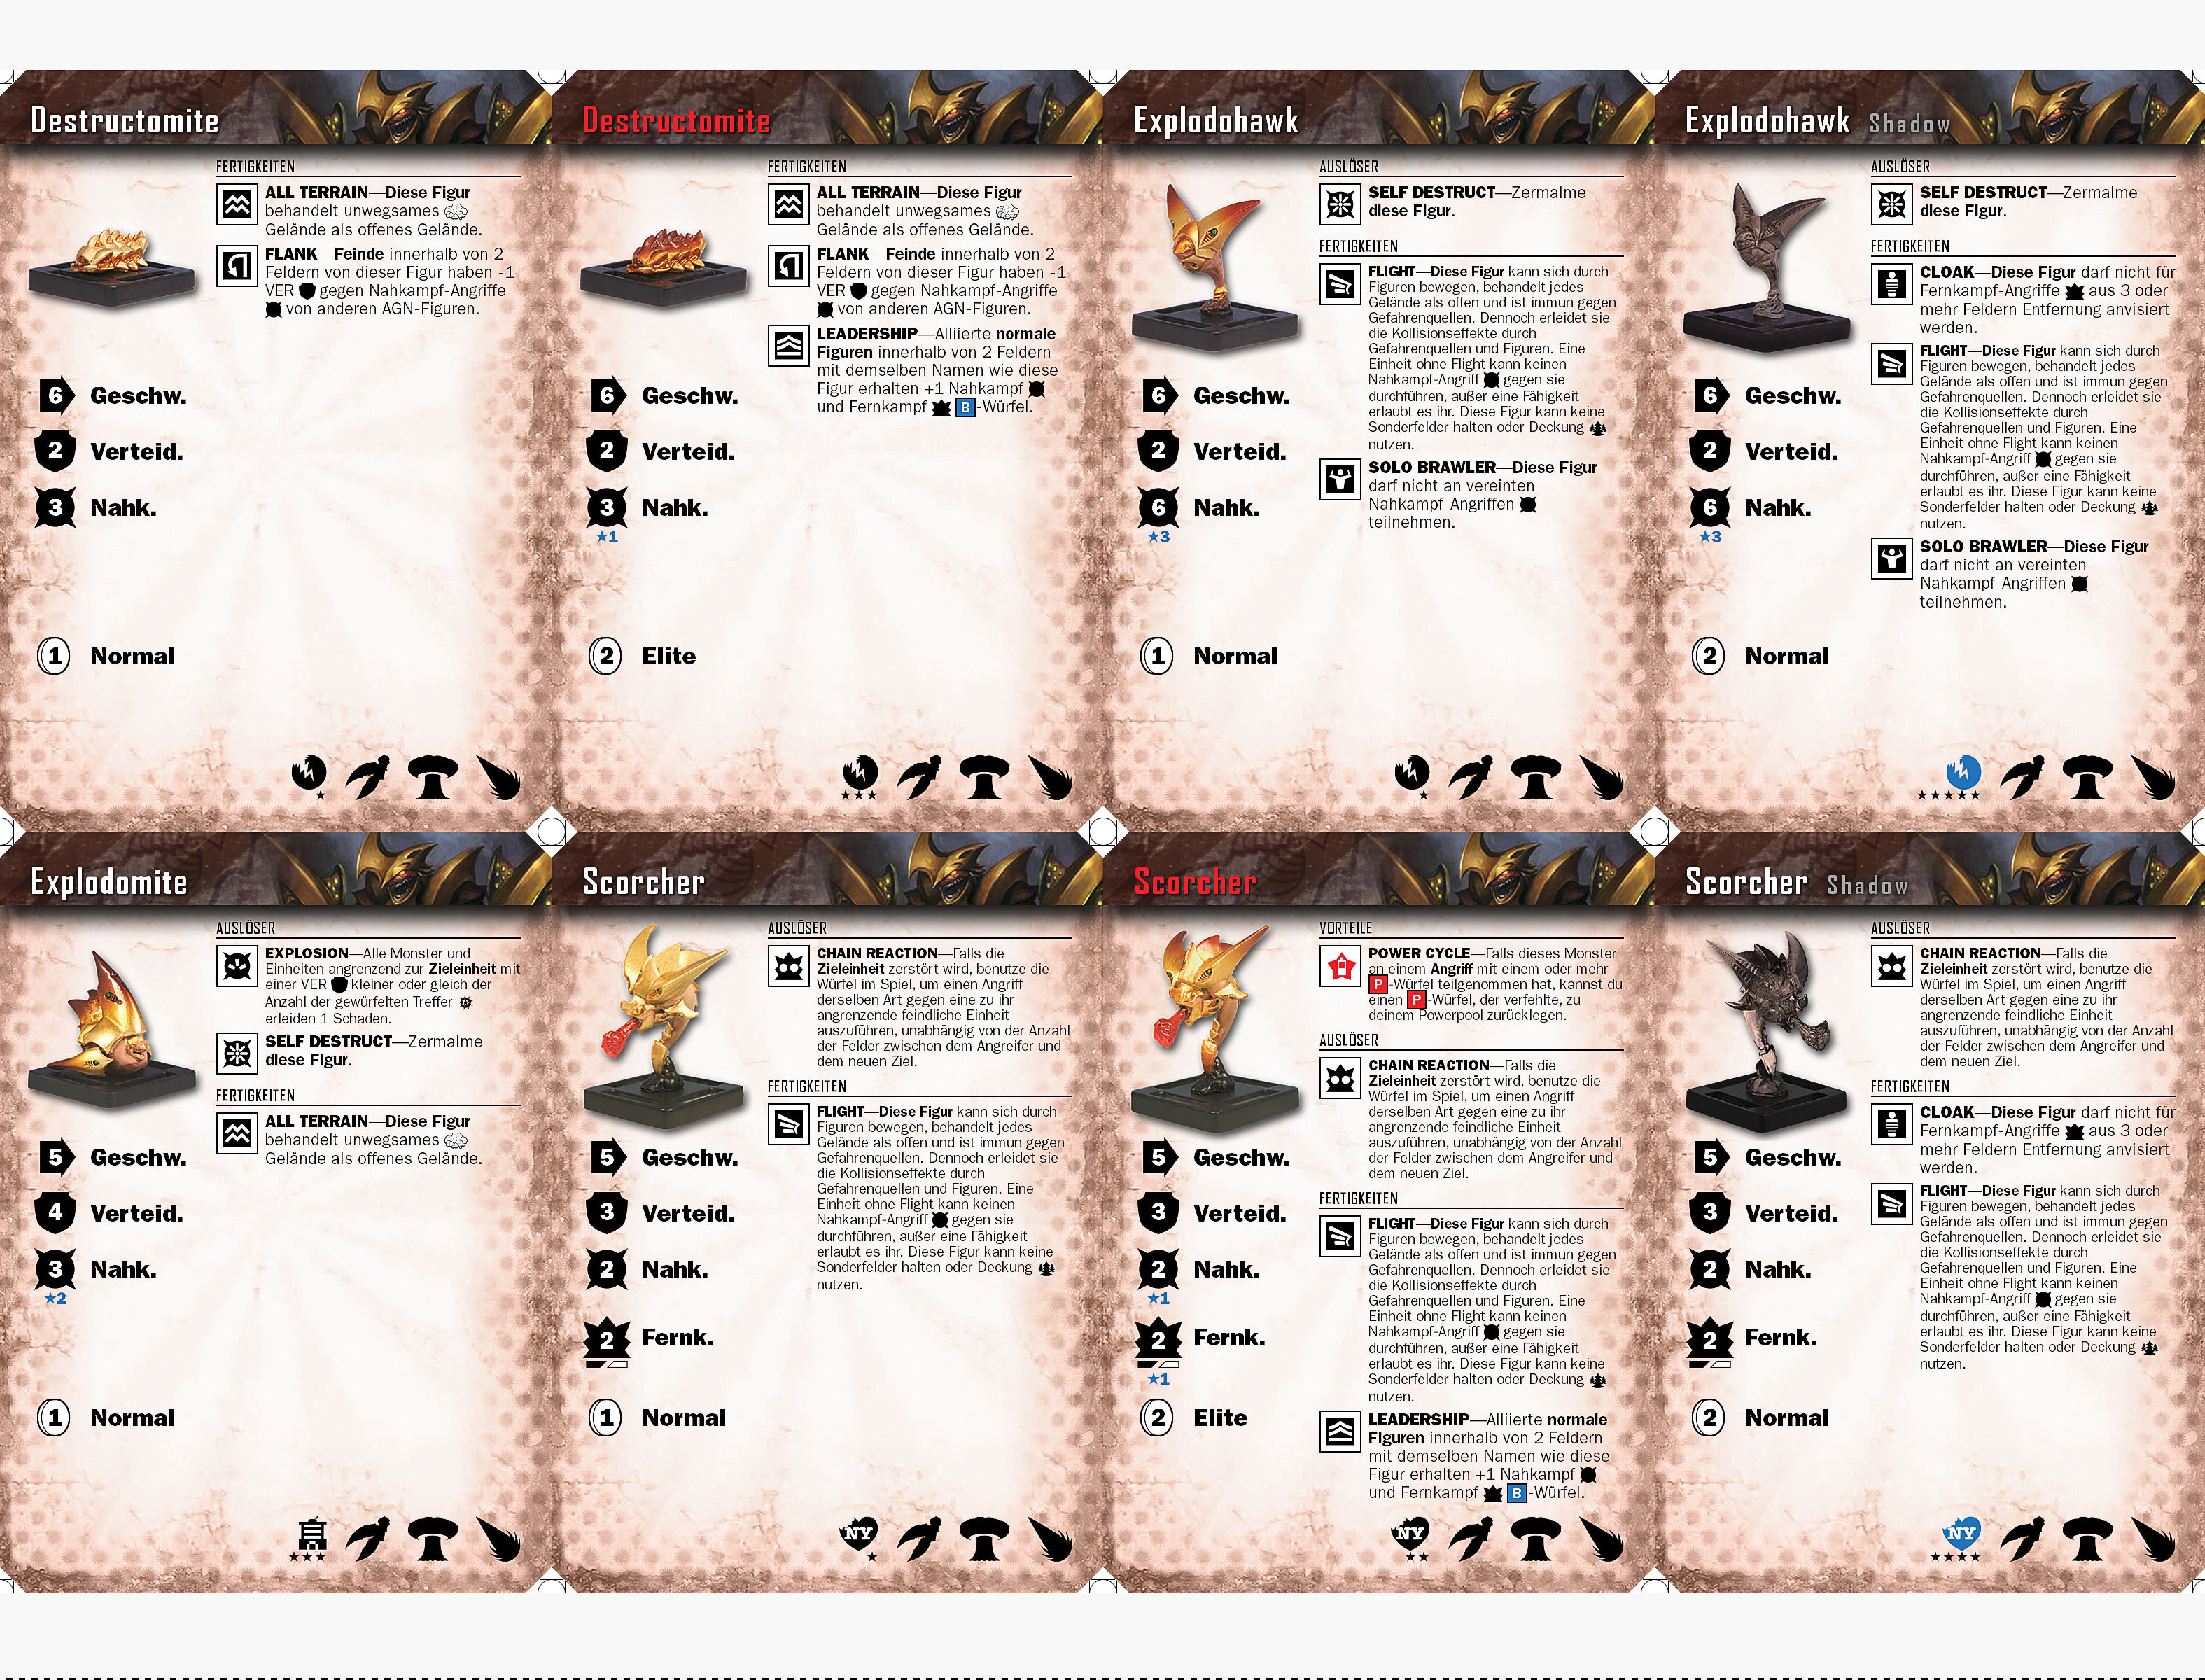 Destructomite
FERTIGKEITEN
ALL TERRAIN—Diese Figur
behandelt unwegsames
Gelände als offenes Gelände.
FLANK—Feinde innerhalb von 2
Feldern von dieser Figur haben -1
VER gegen Nahkampf-Angriffe
von anderen AGN-Figuren.
6 Geschw.
2 Verteid.
3 Nahk.
1 Normal
★
Destructomite
FERTIGKEITEN
ALL TERRAIN—Diese Figur
behandelt unwegsames
Gelände als offenes Gelände.
FLANK—Feinde innerhalb von 2
Feldern von dieser Figur haben -1
VER gegen Nahkampf-Angriffe
von anderen AGN-Figuren.
LEADERSHIP—Alliierte normale
Figuren innerhalb von 2 Feldern
mit demselben Namen wie diese
Figur erhalten +1 Nahkampf
und Fernkampf B-Würfel.
6 Geschw.
2 Verteid.
3 Nahk.
★1
2 Elite
★★★
Explodohawk
AUSLÖSER
SELF DESTRUCT—Zermalme
diese Figur.
FERTIGKEITEN
FLIGHT—Diese Figur kann sich durch
Figuren bewegen, behandelt jedes
Gelände als offen und ist immun gegen
Gefahrenquellen. Dennoch erleidet sie
die Kollisionseffekte durch
Gefahrenquellen und Figuren. Eine
Einheit ohne Flight kann keinen
Nahkampf-Angriff gegen sie
durchführen, außer eine Fähigkeit
erlaubt es ihr. Diese Figur kann keine
Sonderfelder halten oder Deckung
nutzen.
SOLO BRAWLER—Diese Figur
darf nicht an vereinten
Nahkampf-Angriffen
teilnehmen.
6 Geschw.
2 Verteid.
6 Nahk.
★3
1 Normal
★
Explodohawk Shadow
AUSLÖSER
SELF DESTRUCT—Zermalme
diese Figur.
FERTIGKEITEN
CLOAK—Diese Figur darf nicht für
Fernkampf-Angriffe aus 3 oder
mehr Feldern Entfernung anvisiert
werden.
FLIGHT—Diese Figur kann sich durch
Figuren bewegen, behandelt jedes
Gelände als offen und ist immun gegen
Gefahrenquellen. Dennoch erleidet sie
die Kollisionseffekte durch
Gefahrenquellen und Figuren. Eine
Einheit ohne Flight kann keinen
Nahkampf-Angriff gegen sie
durchführen, außer eine Fähigkeit
erlaubt es ihr. Diese Figur kann keine
Sonderfelder halten oder Deckung
nutzen.
SOLO BRAWLER—Diese Figur
darf nicht an vereinten
Nahkampf-Angriffen
teilnehmen.
6 Geschw.
2 Verteid.
6 Nahk.
★3
2 Normal
★★★★★
Explodomite
AUSLÖSER
EXPLOSION—Alle Monster und
Einheiten angrenzend zur Zieleinheit mit
einer VER kleiner oder gleich der
Anzahl der gewürfelten Treffer
erleiden 1 Schaden.
SELF DESTRUCT—Zermalme
diese Figur.
FERTIGKEITEN
ALL TERRAIN—Diese Figur
behandelt unwegsames
Gelände als offenes Gelände.
5 Geschw.
4 Verteid.
3 Nahk.
★2
1 Normal
★★★
Scorcher
AUSLÖSER
CHAIN REACTION—Falls die
Zieleinheit zerstört wird, benutze die
Würfel im Spiel, um einen Angriff
derselben Art gegen eine zu ihr
angrenzende feindliche Einheit
auszuführen, unabhängig von der Anzahl
der Felder zwischen dem Angreifer und
dem neuen Ziel.
FERTIGKEITEN
FLIGHT—Diese Figur kann sich durch
Figuren bewegen, behandelt jedes
Gelände als offen und ist immun gegen
Gefahrenquellen. Dennoch erleidet sie
die Kollisionseffekte durch
Gefahrenquellen und Figuren. Eine
Einheit ohne Flight kann keinen
Nahkampf-Angriff gegen sie
durchführen, außer eine Fähigkeit
erlaubt es ihr. Diese Figur kann keine
Sonderfelder halten oder Deckung
nutzen.
5 Geschw.
3 Verteid.
2 Nahk.
2 Fernk.
1 Normal
NY
★
Scorcher
VORTEILE
POWER CYCLE—Falls dieses Monster
an einem Angriff mit einem oder mehr
P-Würfel teilgenommen hat, kannst du
einen P-Würfel, der verfehlte, zu
deinem Powerpool zurücklegen.
AUSLÖSER
CHAIN REACTION—Falls die
Zieleinheit zerstört wird, benutze die
Würfel im Spiel, um einen Angriff
derselben Art gegen eine zu ihr
angrenzende feindliche Einheit
auszuführen, unabhängig von der Anzahl
der Felder zwischen dem Angreifer und
dem neuen Ziel.
FERTIGKEITEN
FLIGHT—Diese Figur kann sich durch
Figuren bewegen, behandelt jedes
Gelände als offen und ist immun gegen
Gefahrenquellen. Dennoch erleidet sie
die Kollisionseffekte durch
Gefahrenquellen und Figuren. Eine
Einheit ohne Flight kann keinen
Nahkampf-Angriff gegen sie
durchführen, außer eine Fähigkeit
erlaubt es ihr. Diese Figur kann keine
Sonderfelder halten oder Deckung
nutzen.
LEADERSHIP—Alliierte normale
Figuren innerhalb von 2 Feldern
mit demselben Namen wie diese
Figur erhalten +1 Nahkampf
und Fernkampf B-Würfel.
5 Geschw.
3 Verteid.
2 Nahk.
★1
2 Fernk.
★1
2 Elite
NY
★★
Scorcher Shadow
AUSLÖSER
CHAIN REACTION—Falls die
Zieleinheit zerstört wird, benutze die
Würfel im Spiel, um einen Angriff
derselben Art gegen eine zu ihr
angrenzende feindliche Einheit
auszuführen, unabhängig von der Anzahl
der Felder zwischen dem Angreifer und
dem neuen Ziel.
FERTIGKEITEN
CLOAK—Diese Figur darf nicht für
Fernkampf-Angriffe aus 3 oder
mehr Feldern Entfernung anvisiert
werden.
FLIGHT—Diese Figur kann sich durch
Figuren bewegen, behandelt jedes
Gelände als offen und ist immun gegen
Gefahrenquellen. Dennoch erleidet sie
die Kollisionseffekte durch
Gefahrenquellen und Figuren. Eine
Einheit ohne Flight kann keinen
Nahkampf-Angriff gegen sie
durchführen, außer eine Fähigkeit
erlaubt es ihr. Diese Figur kann keine
Sonderfelder halten oder Deckung
nutzen.
5 Geschw.
3 Verteid.
2 Nahk.
2 Fernk.
2 Normal
NY
★★★★